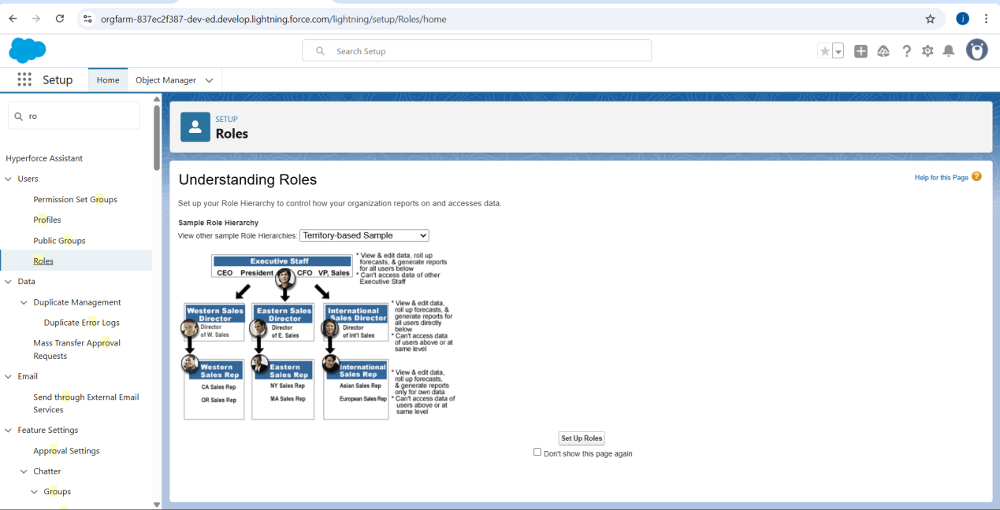 orgfarm-837ec2f387-dev-ed.develop.lightning.force.com/lightning/setup/Roles/home
j
Search Setup
Setup
Home
Object Manager
ro
Hyperforce Assistant
Users
Permission Set Groups
Profiles
Public Groups
Roles
Data
Duplicate Management
Duplicate Error Logs
Mass Transfer Approval
Requests
Email
Send through External Email
Services
Feature Settings
Approval Settings
Chatter
Groups
SETUP
Roles
Understanding Roles
Help for this Page ?
Set up your Role Hierarchy to control how your organization reports on and accesses data.
Sample Role Hierarchy
View other sample Role Hierarchies: Territory-based Sample
Executive Staff
CEO President CFO VP, Sales
* View & edit data, roll up
forecasts, & generate reports
for all users below
* Can't access data of other
Executive Staff
Western Sales
Director
Director
of W. Sales
Eastern Sales
Director
Director
of E. Sales
International
Sales Director
Director
of Int'l Sales
* View & edit data,
roll up forecasts, &
generate reports for
all users directly
below
* Can't access data
of users above or at
same level
Western
Sales Rep
CA Sales Rep
OR Sales Rep
Eastern
Sales Rep
NY Sales Rep
MA Sales Rep
International
Sales Rep
Asian Sales Rep
European Sales Rep
* View & edit data,
roll up forecasts,
& generate reports
only for own data
* Can't access data of
users above or at
same level
Set Up Roles
Don't show this page again